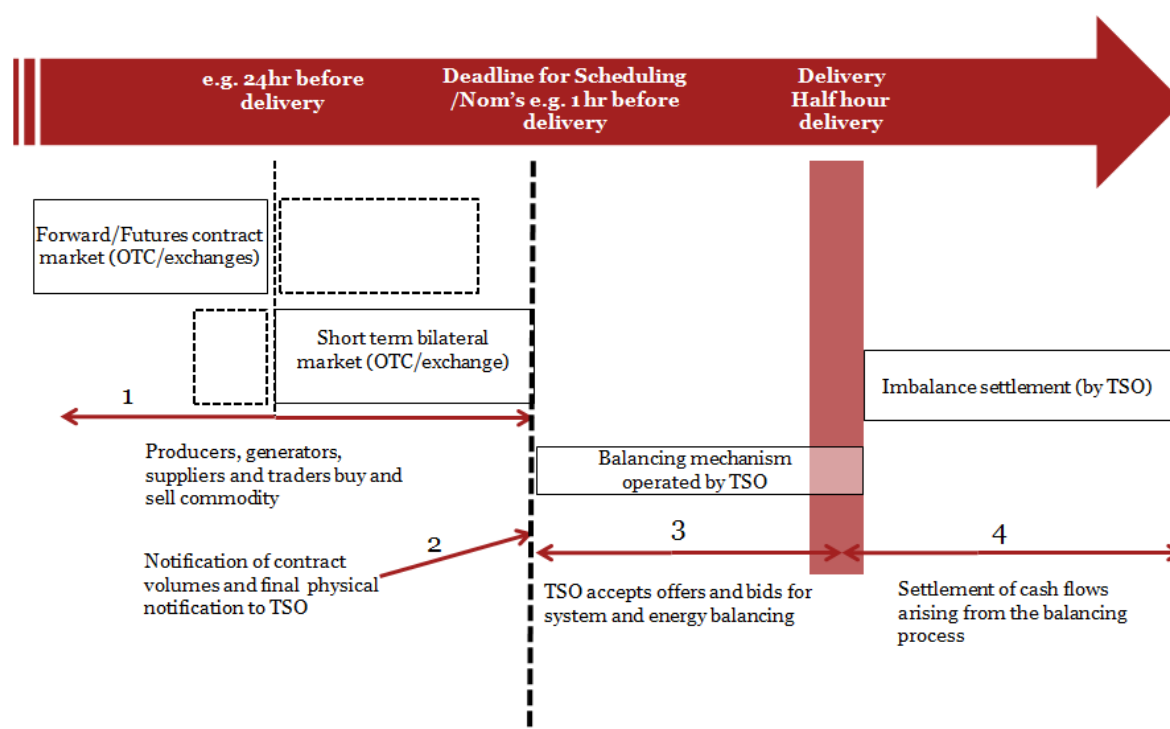 e.g. 24hr before
delivery
Deadline for Scheduling
/Nom's e.g. 1 hr before
delivery
Delivery
Half hour
delivery
Forward/Futures contract
market (OTC/exchanges)
Short term bilateral
market (OTC/exchange)
Imbalance settlement (by TSO)
1
Producers, generators,
suppliers and traders buy and
sell commodity
Balancing mechanism
operated by TSO
2
3
4
Notification of contract
volumes and final physical
notification to TSO
TSO accepts offers and bids for
system and energy balancing
Settlement of cash flows
arising from the balancing
process